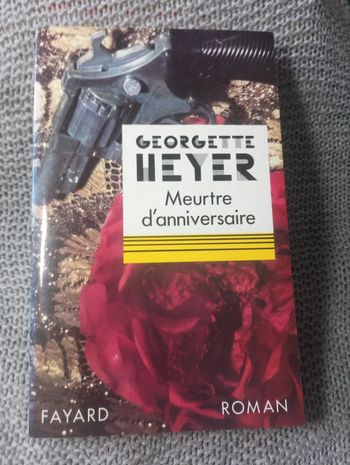 GEORGETTE
HEYER
Meurtre
d'anniversaire
FAYARD ROMAN